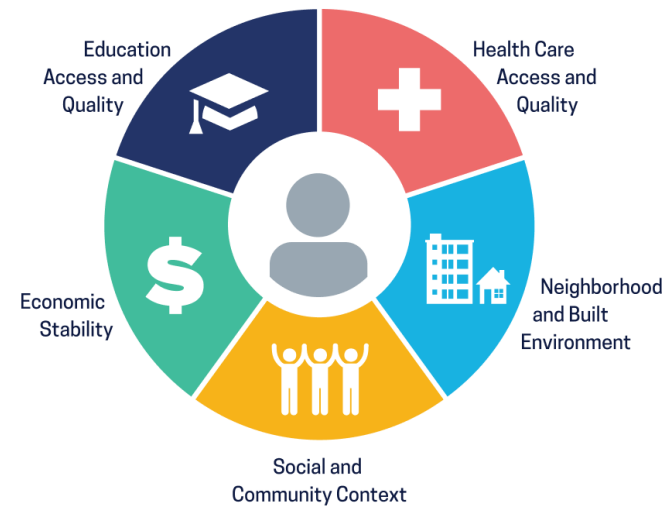 Education
Access and
Quality
Health Care
Access and
Quality
Economic
Stability
Neighborhood
and Built
Environment
Social and
Community Context